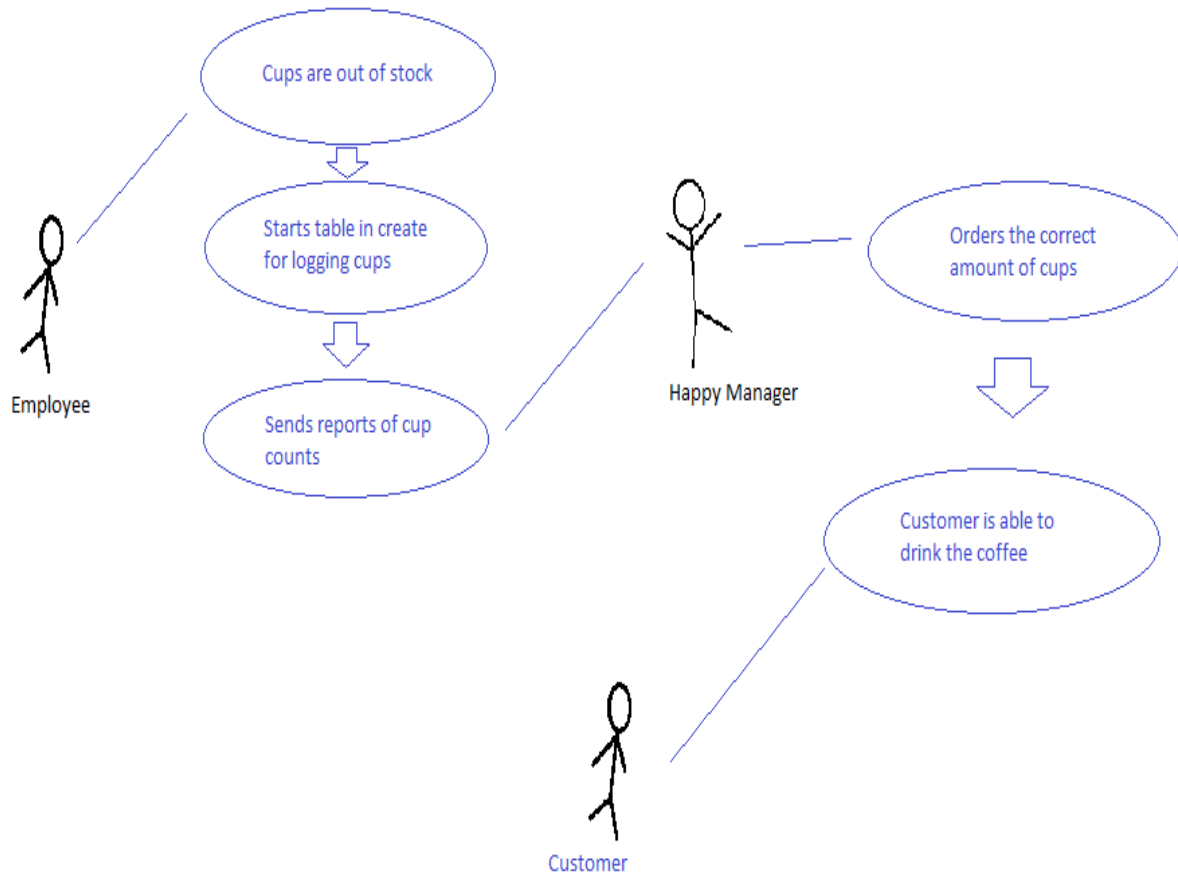 Cups are out of stock
Starts table in create
for logging cups
Employee
Sends reports of cup
counts
Happy Manager
Orders the correct
amount of cups
Customer is able to
drink the coffee
Customer